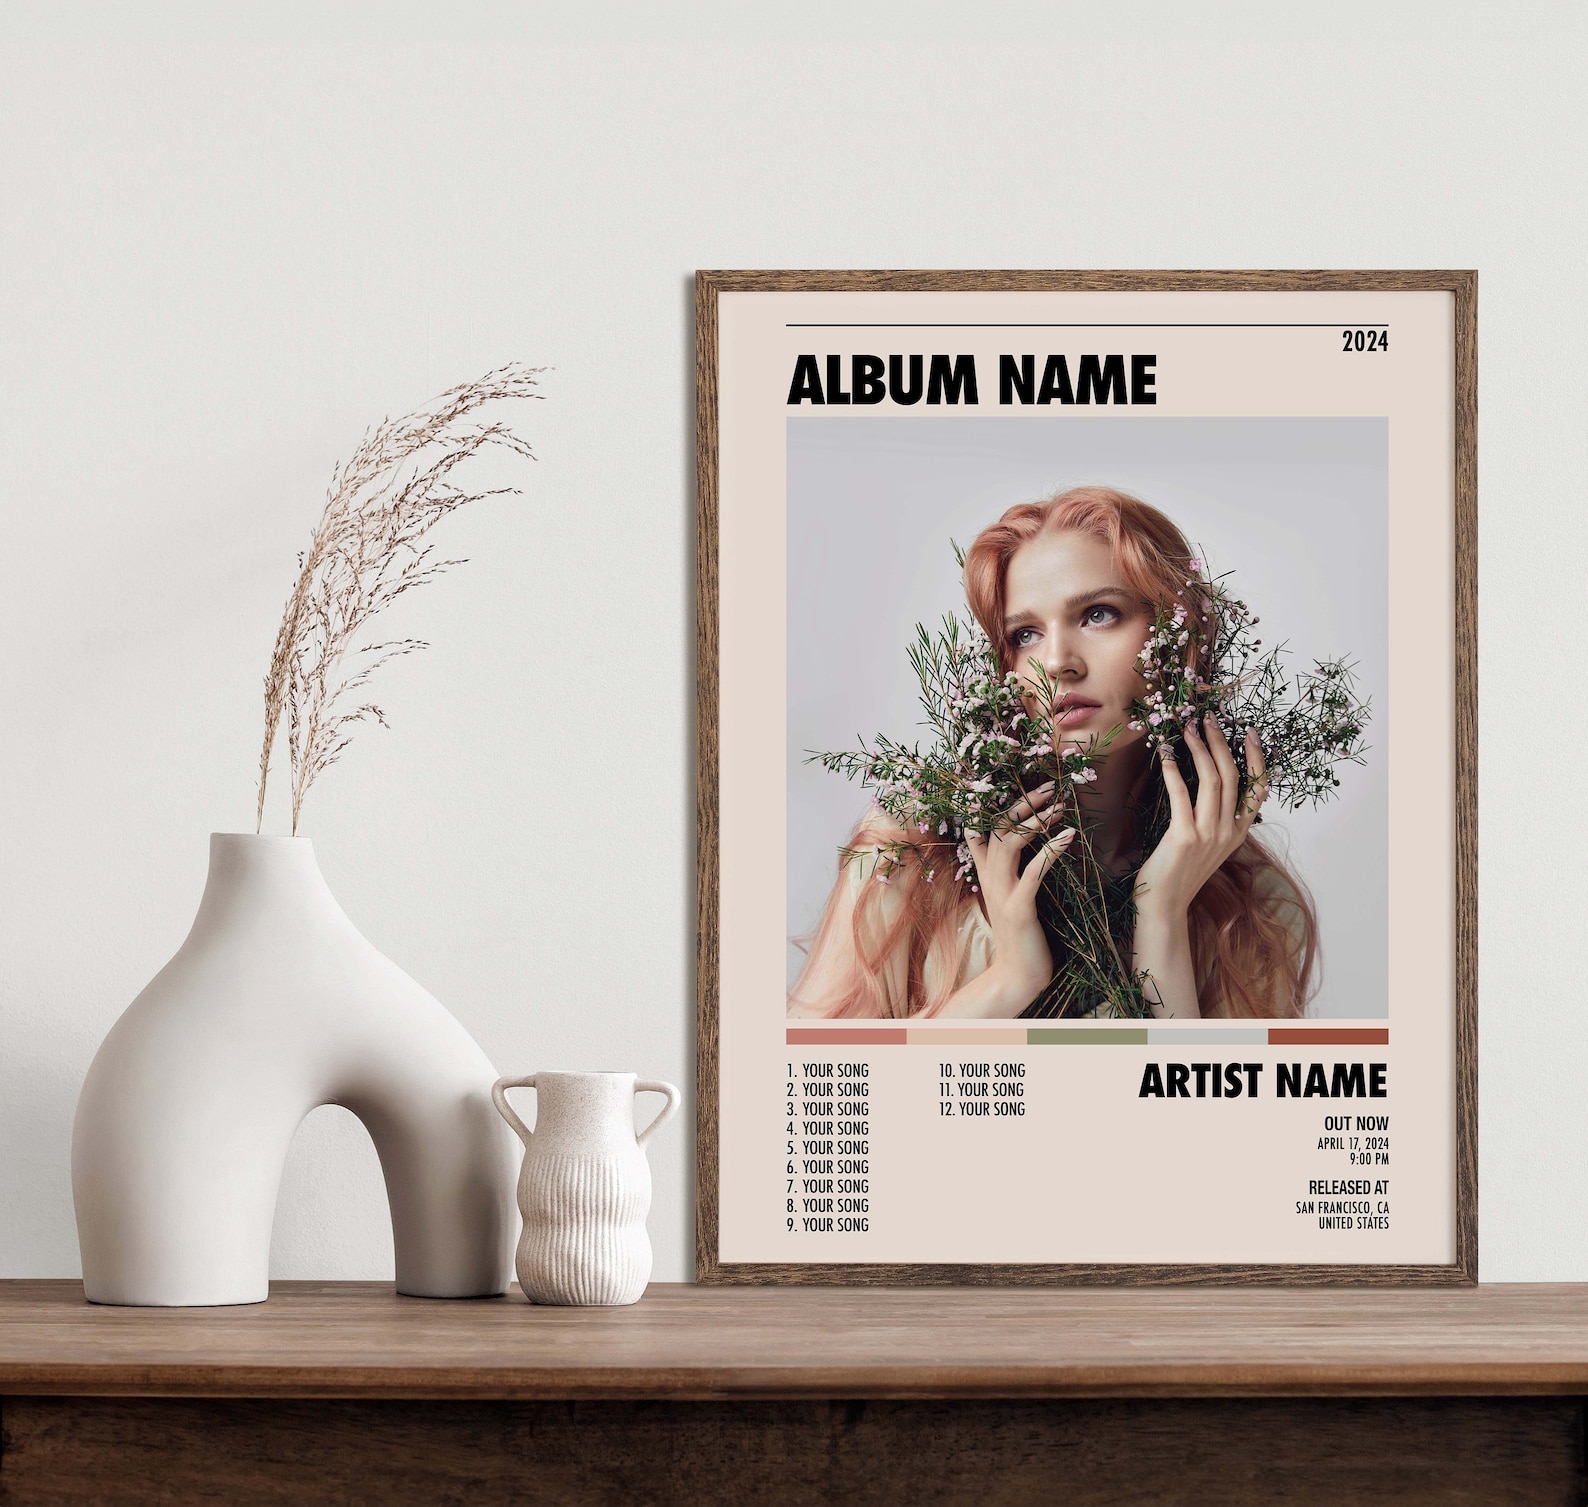 2024
ALBUM NAME
1. YOUR SONG
2. YOUR SONG
3. YOUR SONG
4. YOUR SONG
5. YOUR SONG
6. YOUR SONG
7. YOUR SONG
8. YOUR SONG
9. YOUR SONG
10. YOUR SONG
11. YOUR SONG
12. YOUR SONG
ARTIST NAME
OUT NOW
APRIL 17, 2024
9:00 PM
RELEASED AT
SAN FRANCISCO, CA
UNITED STATES